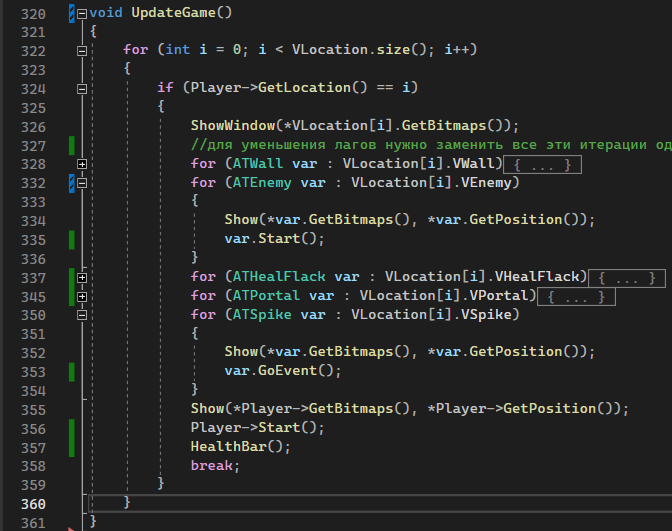 320 void UpdateGame()
321 {
322 for (int i = 0; i < VLocation.size(); i++)
323 {
324 if (Player->GetLocation() == i)
325 {
326 ShowWindow(*VLocation[i].GetBitmaps());
327 //для уменьшения лагов нужно заменить все эти итерации од
328 for (ATWall var : VLocation[i].VWall) { ... }
332 for (ATEnemy var : VLocation[i].VEnemy)
333 {
334 Show(*var.GetBitmaps(), *var.GetPosition());
335 var.Start();
336 }
337 for (ATHealFlack var : VLocation[i].VHealFlack) { ... }
345 for (ATPortal var : VLocation[i].VPortal) { ... }
350 for (ATSpike var : VLocation[i].VSpike)
351 {
352 Show(*var.GetBitmaps(), *var.GetPosition());
353 var.GoEvent();
354 }
355 Show(*Player->GetBitmaps(), *Player->GetPosition());
356 Player->Start();
357 HealthBar();
358 break;
359 }
360 }
361 }